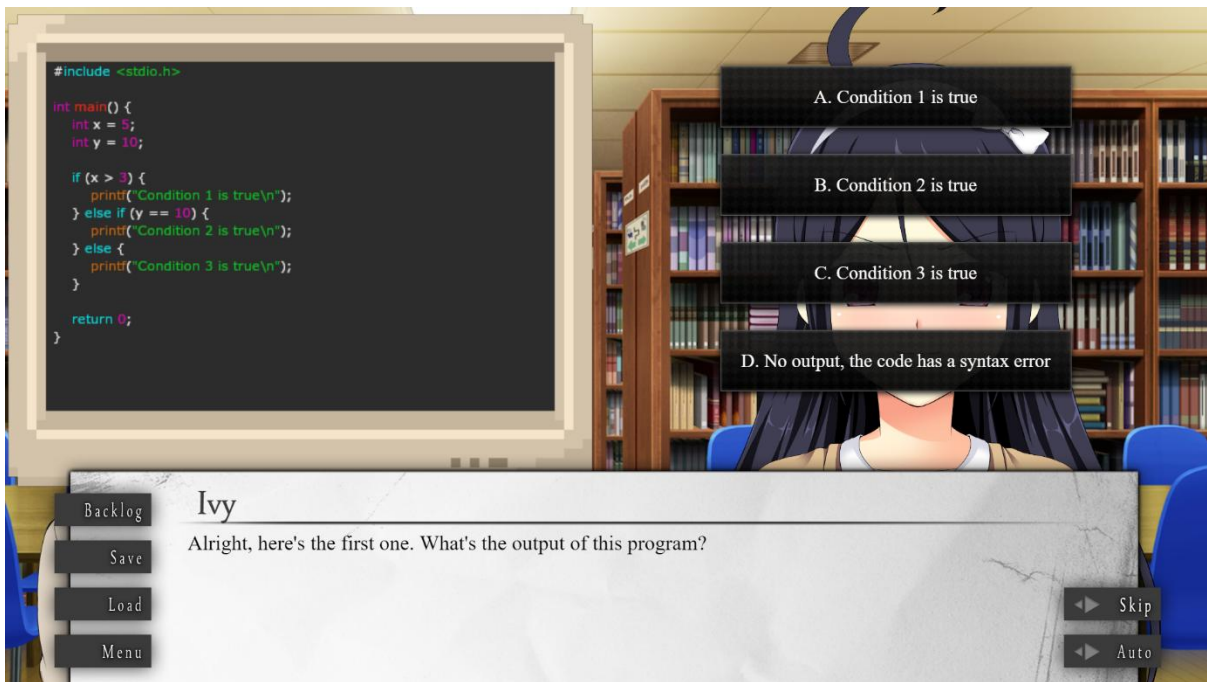 #include <stdio.h>
int main() {
int x = 5;
int y = 10;
if (x > 3) {
printf("Condition 1 is true\n");
} else if (y == 10) {
printf("Condition 2 is true\n");
} else {
printf("Condition 3 is true\n");
}
return 0;
}
A. Condition 1 is true
B. Condition 2 is true
C. Condition 3 is true
D. No output, the code has a syntax error
Ivy
Alright, here's the first one. What's the output of this program?
Backlog
Save
Load
Menu
Skip
Auto